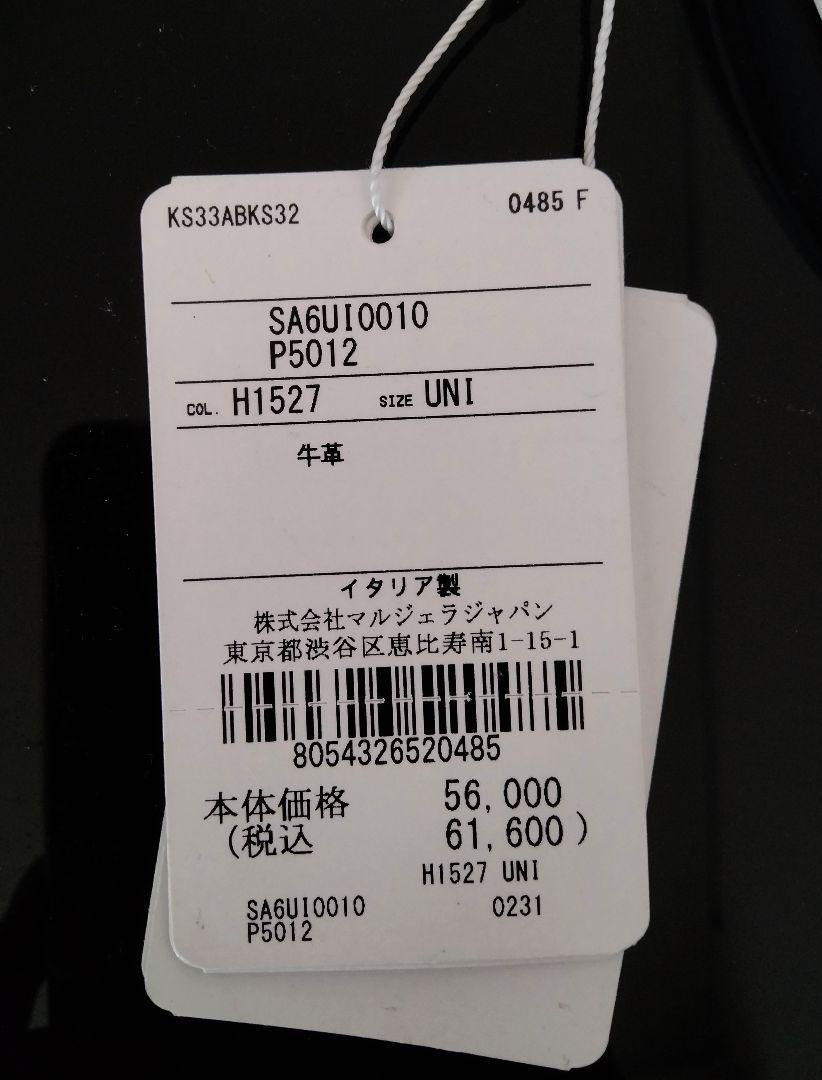 KS33ABKS32 0485 F
SA6UI0010
P5012
COL. H1527 SIZE UNI
牛革
イタリア製
株式会社マルジェラジャパン
東京都渋谷区恵比寿南1-15-1
8054326520485
本体価格 56,000
(税込 61,600)
H1527 UNI
SA6UI0010 0231
P5012